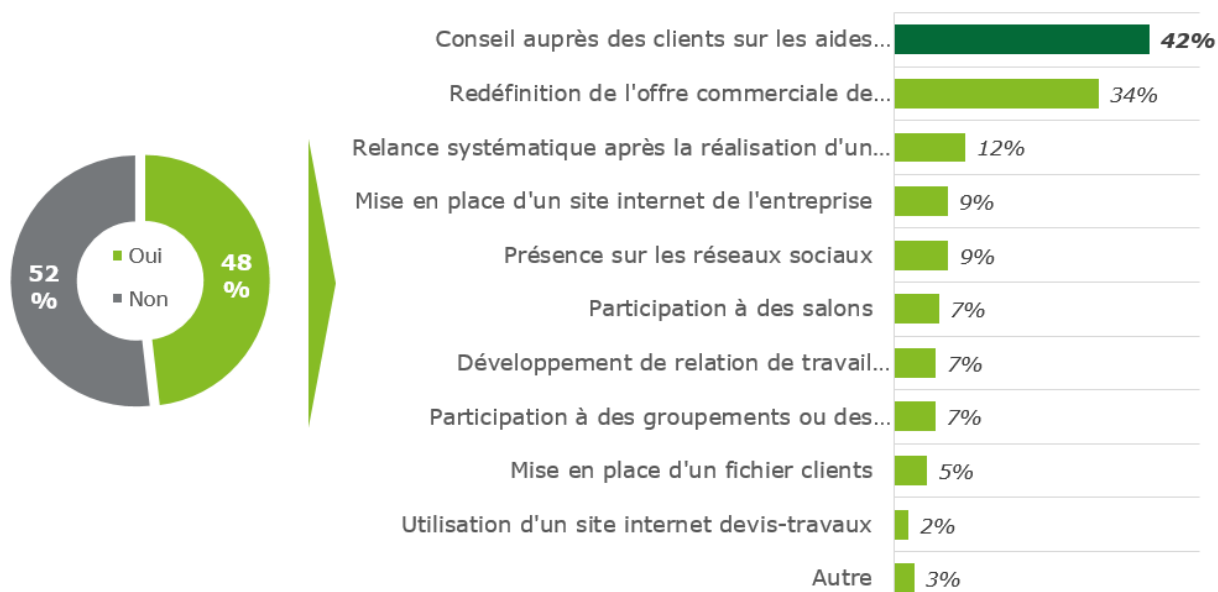 Conseil auprès des clients sur les aides... 42%
Redéfinition de l'offre commerciale de... 34%
Relance systématique après la réalisation d'un... 12%
Mise en place d'un site internet de l'entreprise 9%
Présence sur les réseaux sociaux 9%
Participation à des salons 7%
Développement de relation de travail... 7%
Participation à des groupements ou des... 7%
Mise en place d'un fichier clients 5%
Utilisation d'un site internet devis-travaux 2%
Autre 3%
52
%
Oui
Non
48
%